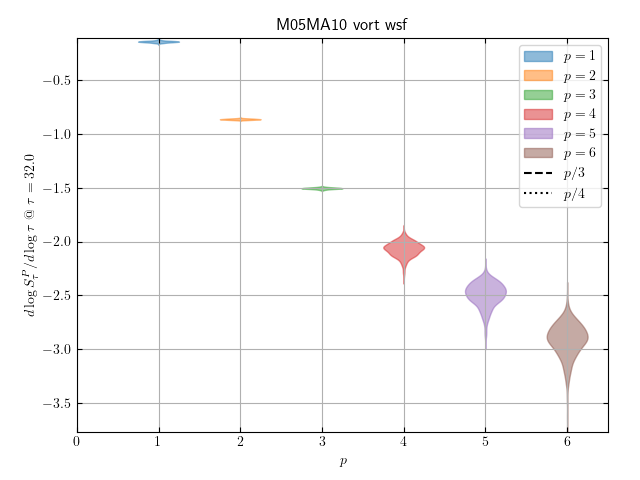 M05MA10 vort wsf
d log S_τ^P / d log τ @ τ = 32.0
−0.5
−1.0
−1.5
−2.0
−2.5
−3.0
−3.5
0 1 2 3 4 5 6
p
p = 1
p = 2
p = 3
p = 4
p = 5
p = 6
p/3
p/4